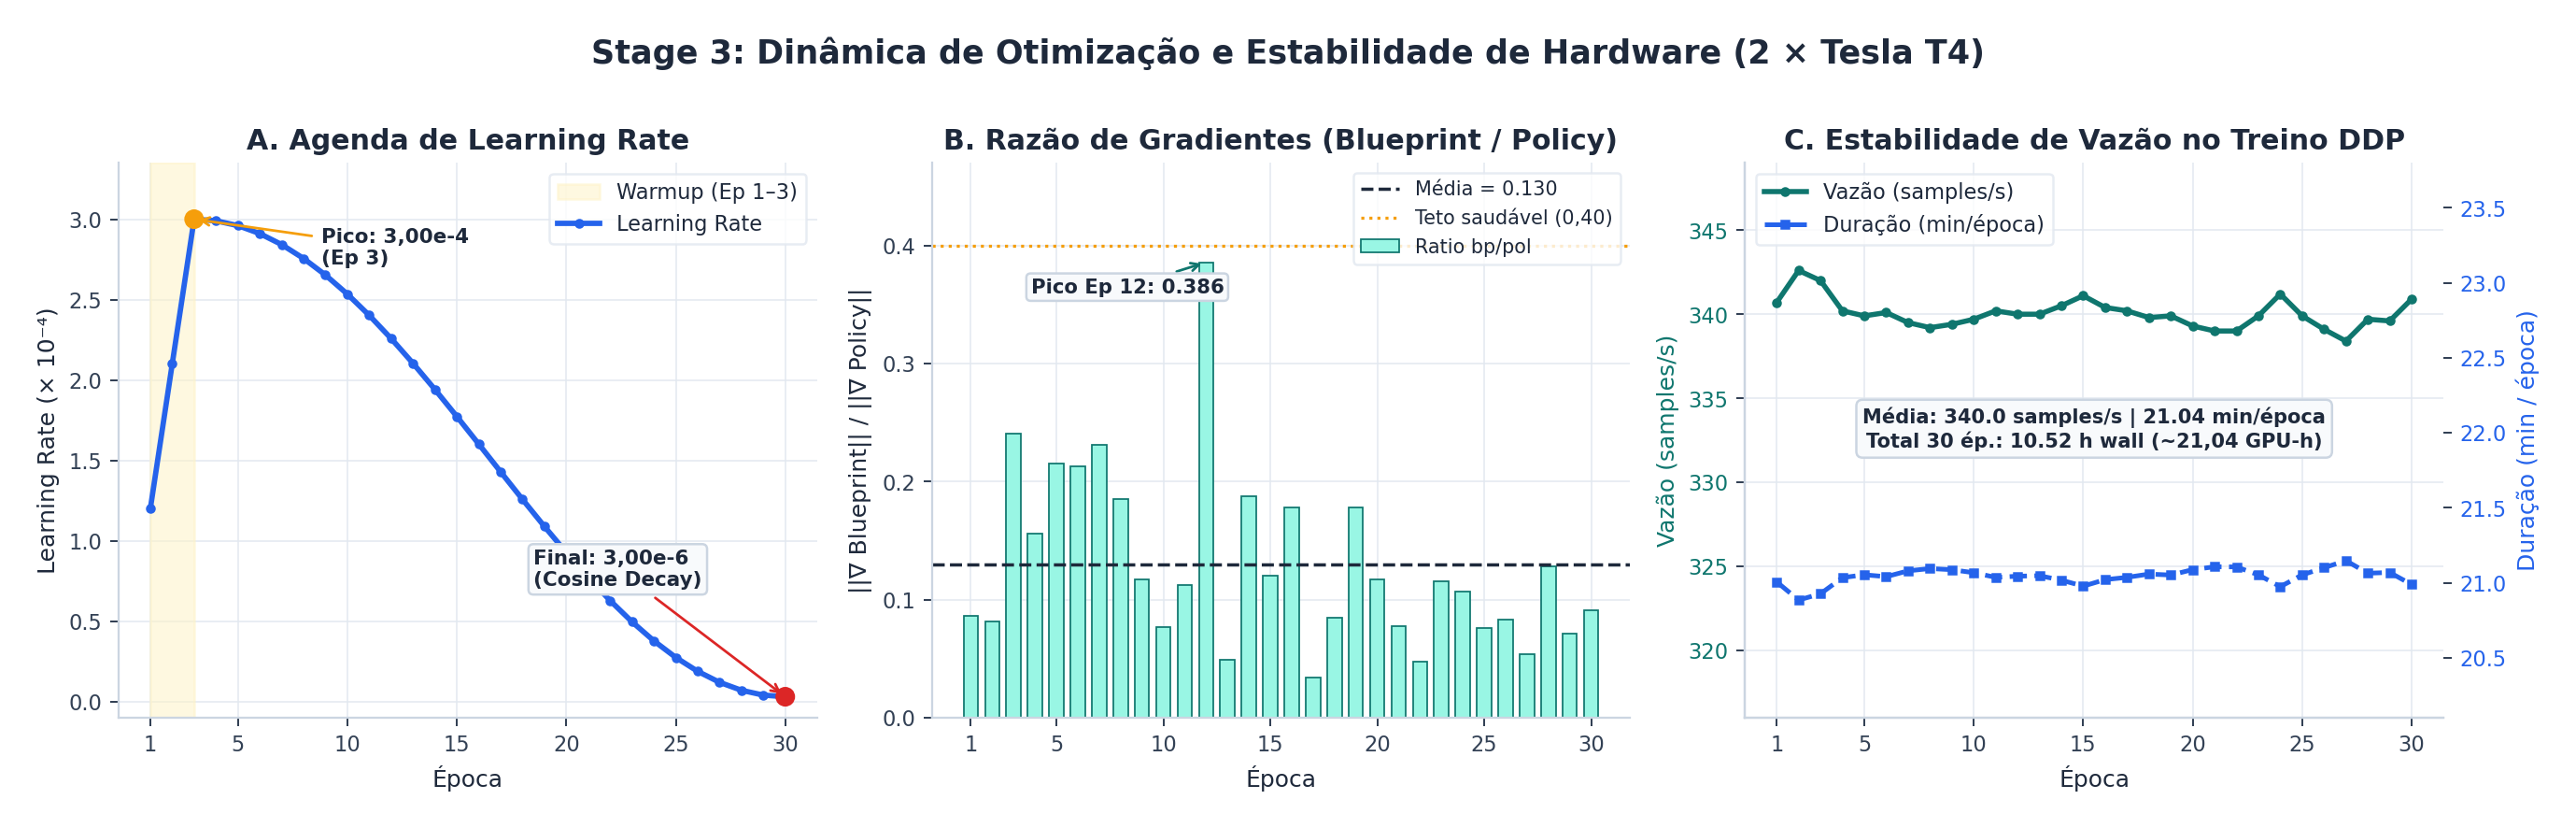 Stage 3: Dinâmica de Otimização e Estabilidade de Hardware (2 × Tesla T4)
A. Agenda de Learning Rate
Learning Rate (× 10⁻⁴)
3.0
2.5
2.0
1.5
1.0
0.5
0.0
Warmup (Ep 1–3)
Learning Rate
Pico: 3,00e-4
(Ep 3)
Final: 3,00e-6
(Cosine Decay)
1 5 10 15 20 25 30
Época
B. Razão de Gradientes (Blueprint / Policy)
||∇ Blueprint|| / ||∇ Policy||
0.4
0.3
0.2
0.1
0.0
Média = 0.130
Teto saudável (0,40)
Ratio bp/pol
Pico Ep 12: 0.386
1 5 10 15 20 25 30
Época
C. Estabilidade de Vazão no Treino DDP
Vazão (samples/s)
345
340
335
330
325
320
Vazão (samples/s)
Duração (min/época)
Média: 340.0 samples/s | 21.04 min/época
Total 30 ép.: 10.52 h wall (~21,04 GPU-h)
23.5
23.0
22.5
22.0
21.5
21.0
20.5
Duração (min / época)
1 5 10 15 20 25 30
Época